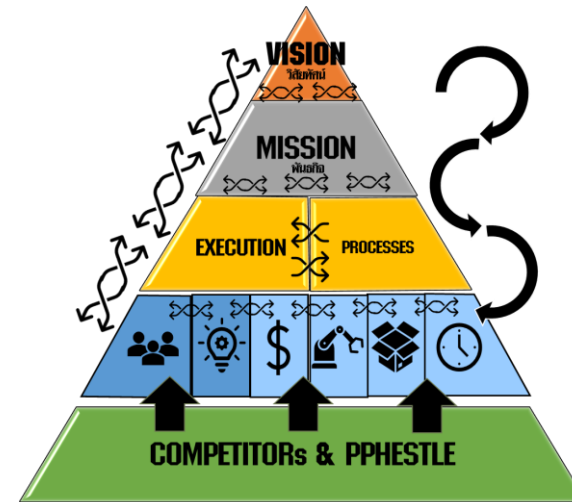 VISION
วิสัยทัศน์
MISSION
พันธกิจ
EXECUTION
PROCESSES
$
COMPETITORs & PPHESTLE